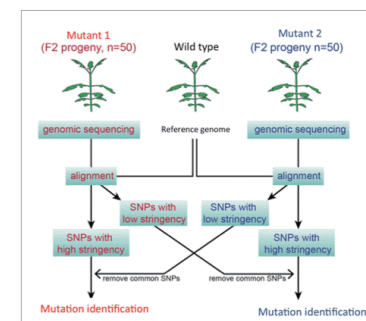 Mutant 1
(F2 progeny, n=50)
Wild type
Mutant 2
(F2 progeny, n=50)
genomic sequencing
Reference genome
genomic sequencing
alignment
alignment
SNPs with
low stringency
SNPs with
low stringency
SNPs with
high stringency
SNPs with
high stringency
remove common SNPs
remove common SNPs
Mutation identification
Mutation identification